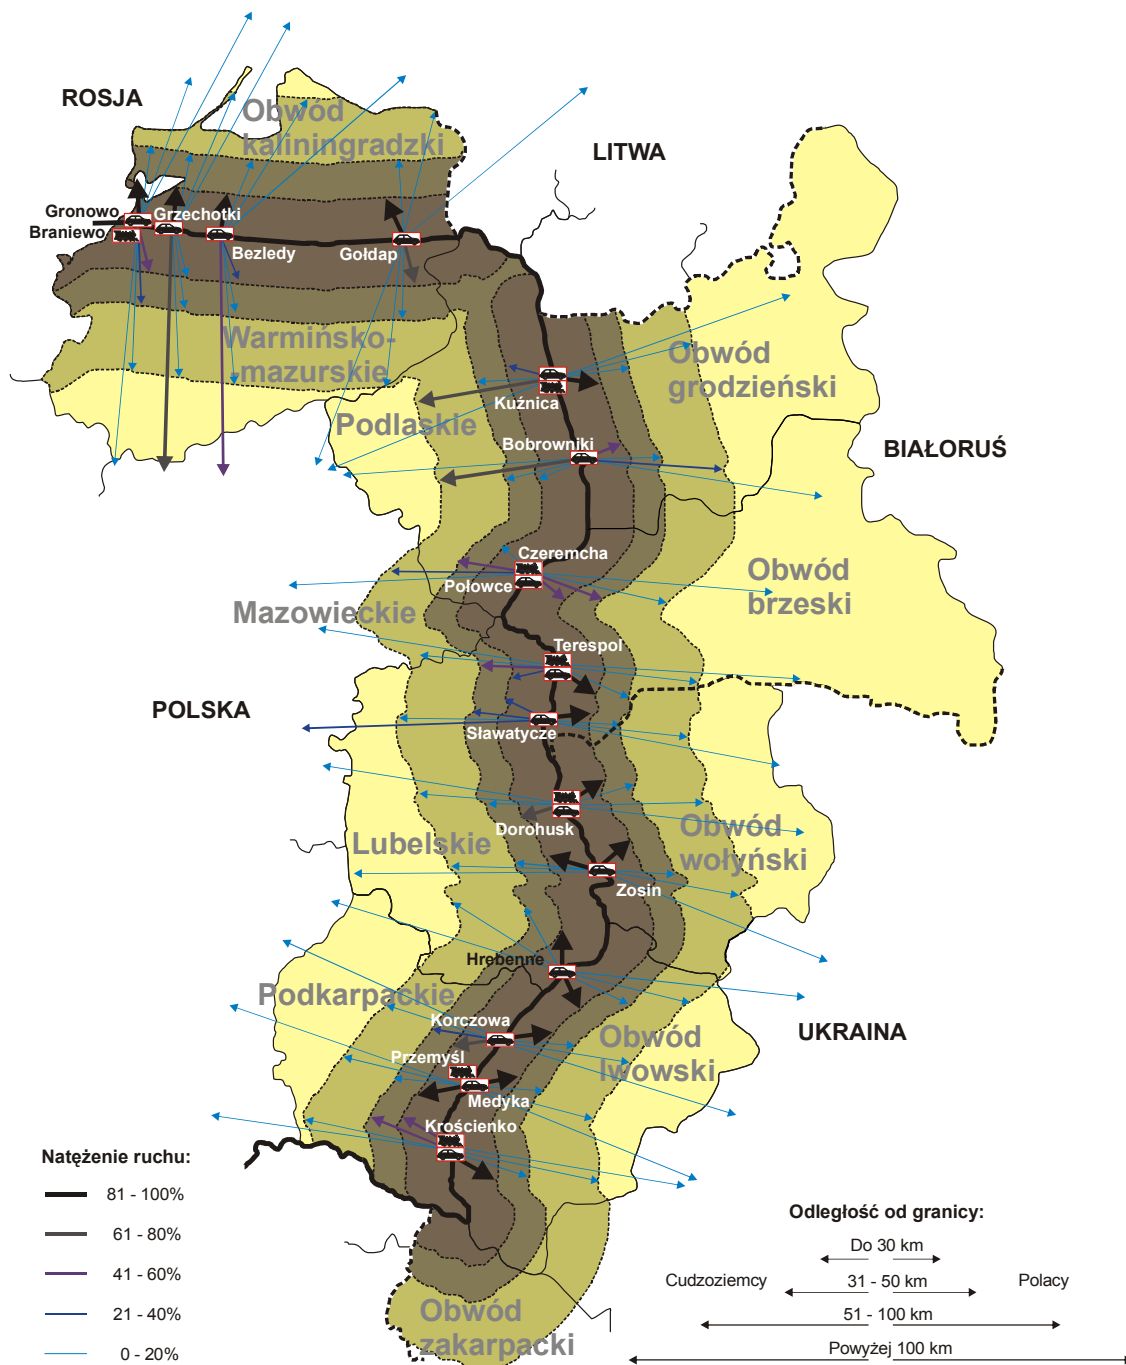 ROSJA
Obwód
kaliningradzki
LITWA
Gronowo
Grzechotki
Braniewo
Bezledy
Gołdap
Warmińsko-
-mazurskie
Obwód
grodzieński
Kuźnica
Podlaskie
Bobrowniki
BIAŁORUŚ
Czeremcha
Połowce
Obwód
brzeski
Mazowieckie
Terespol
POLSKA
Sławatycze
Dorohusk
Lubelskie
Obwód
wołyński
Zosin
Hrebenne
Podkarpackie
Korczowa
UKRAINA
Obwód
lwowski
Przemyśl
Medyka
Krościenko
Natężenie ruchu:
81 - 100%
61 - 80%
41 - 60%
21 - 40%
0 - 20%
Obwód
zakarpacki
Odległość od granicy:
Do 30 km
Cudzoziemcy
31 - 50 km
Polacy
51 - 100 km
Powyżej 100 km